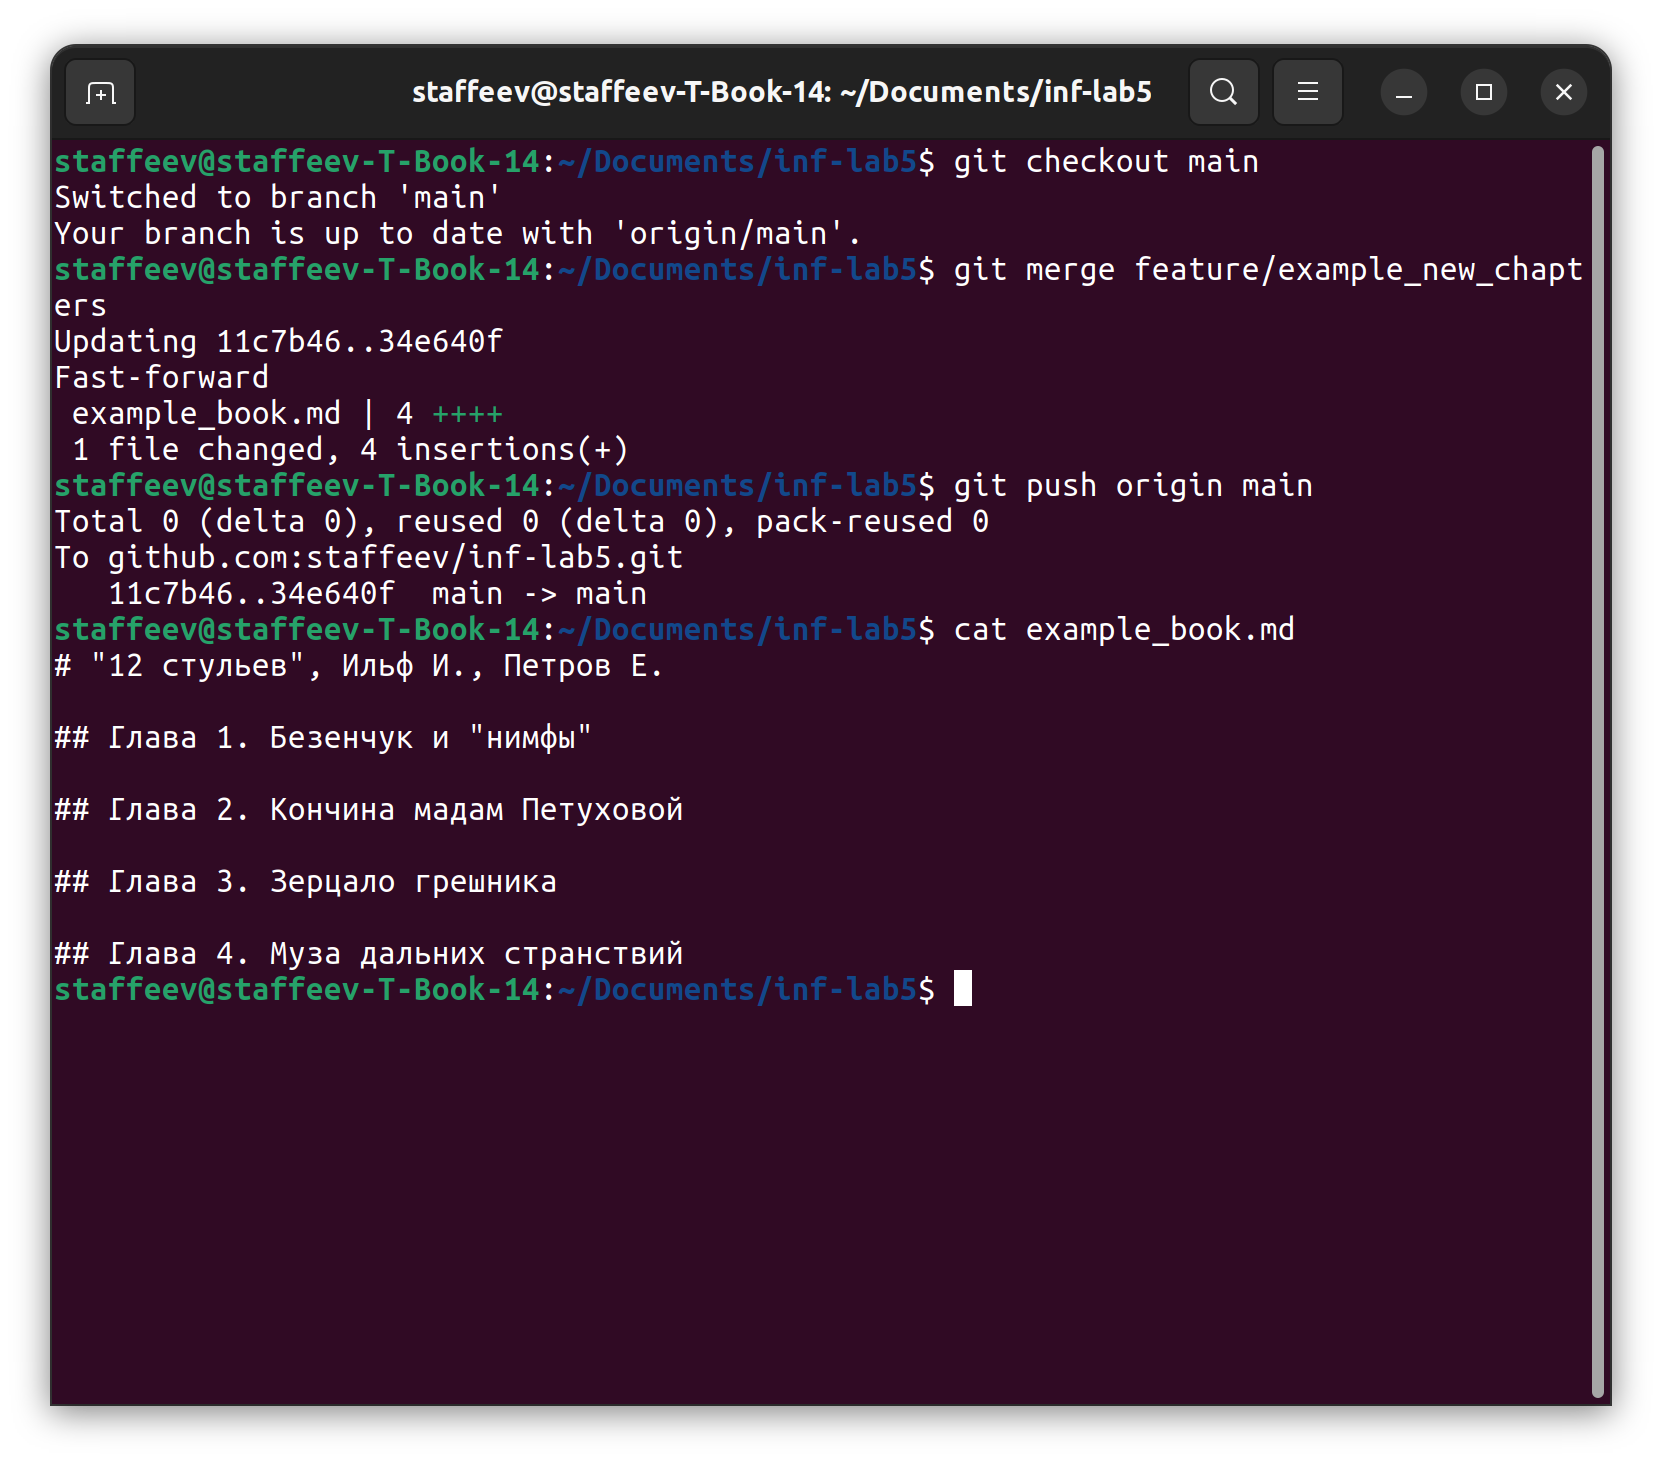 staffeev@staffeev-T-Book-14: ~/Documents/inf-lab5
staffeev@staffeev-T-Book-14:~/Documents/inf-lab5$ git checkout main
Switched to branch 'main'
Your branch is up to date with 'origin/main'.
staffeev@staffeev-T-Book-14:~/Documents/inf-lab5$ git merge feature/example_new_chapt
ers
Updating 11c7b46..34e640f
Fast-forward
 example_book.md | 4 ++++
 1 file changed, 4 insertions(+)
staffeev@staffeev-T-Book-14:~/Documents/inf-lab5$ git push origin main
Total 0 (delta 0), reused 0 (delta 0), pack-reused 0
To github.com:staffeev/inf-lab5.git
   11c7b46..34e640f  main -> main
staffeev@staffeev-T-Book-14:~/Documents/inf-lab5$ cat example_book.md
# "12 стульев", Ильф И., Петров Е.
## Глава 1. Безенчук и "нимфы"
## Глава 2. Кончина мадам Петуховой
## Глава 3. Зерцало грешника
## Глава 4. Муза дальних странствий
staffeev@staffeev-T-Book-14:~/Documents/inf-lab5$